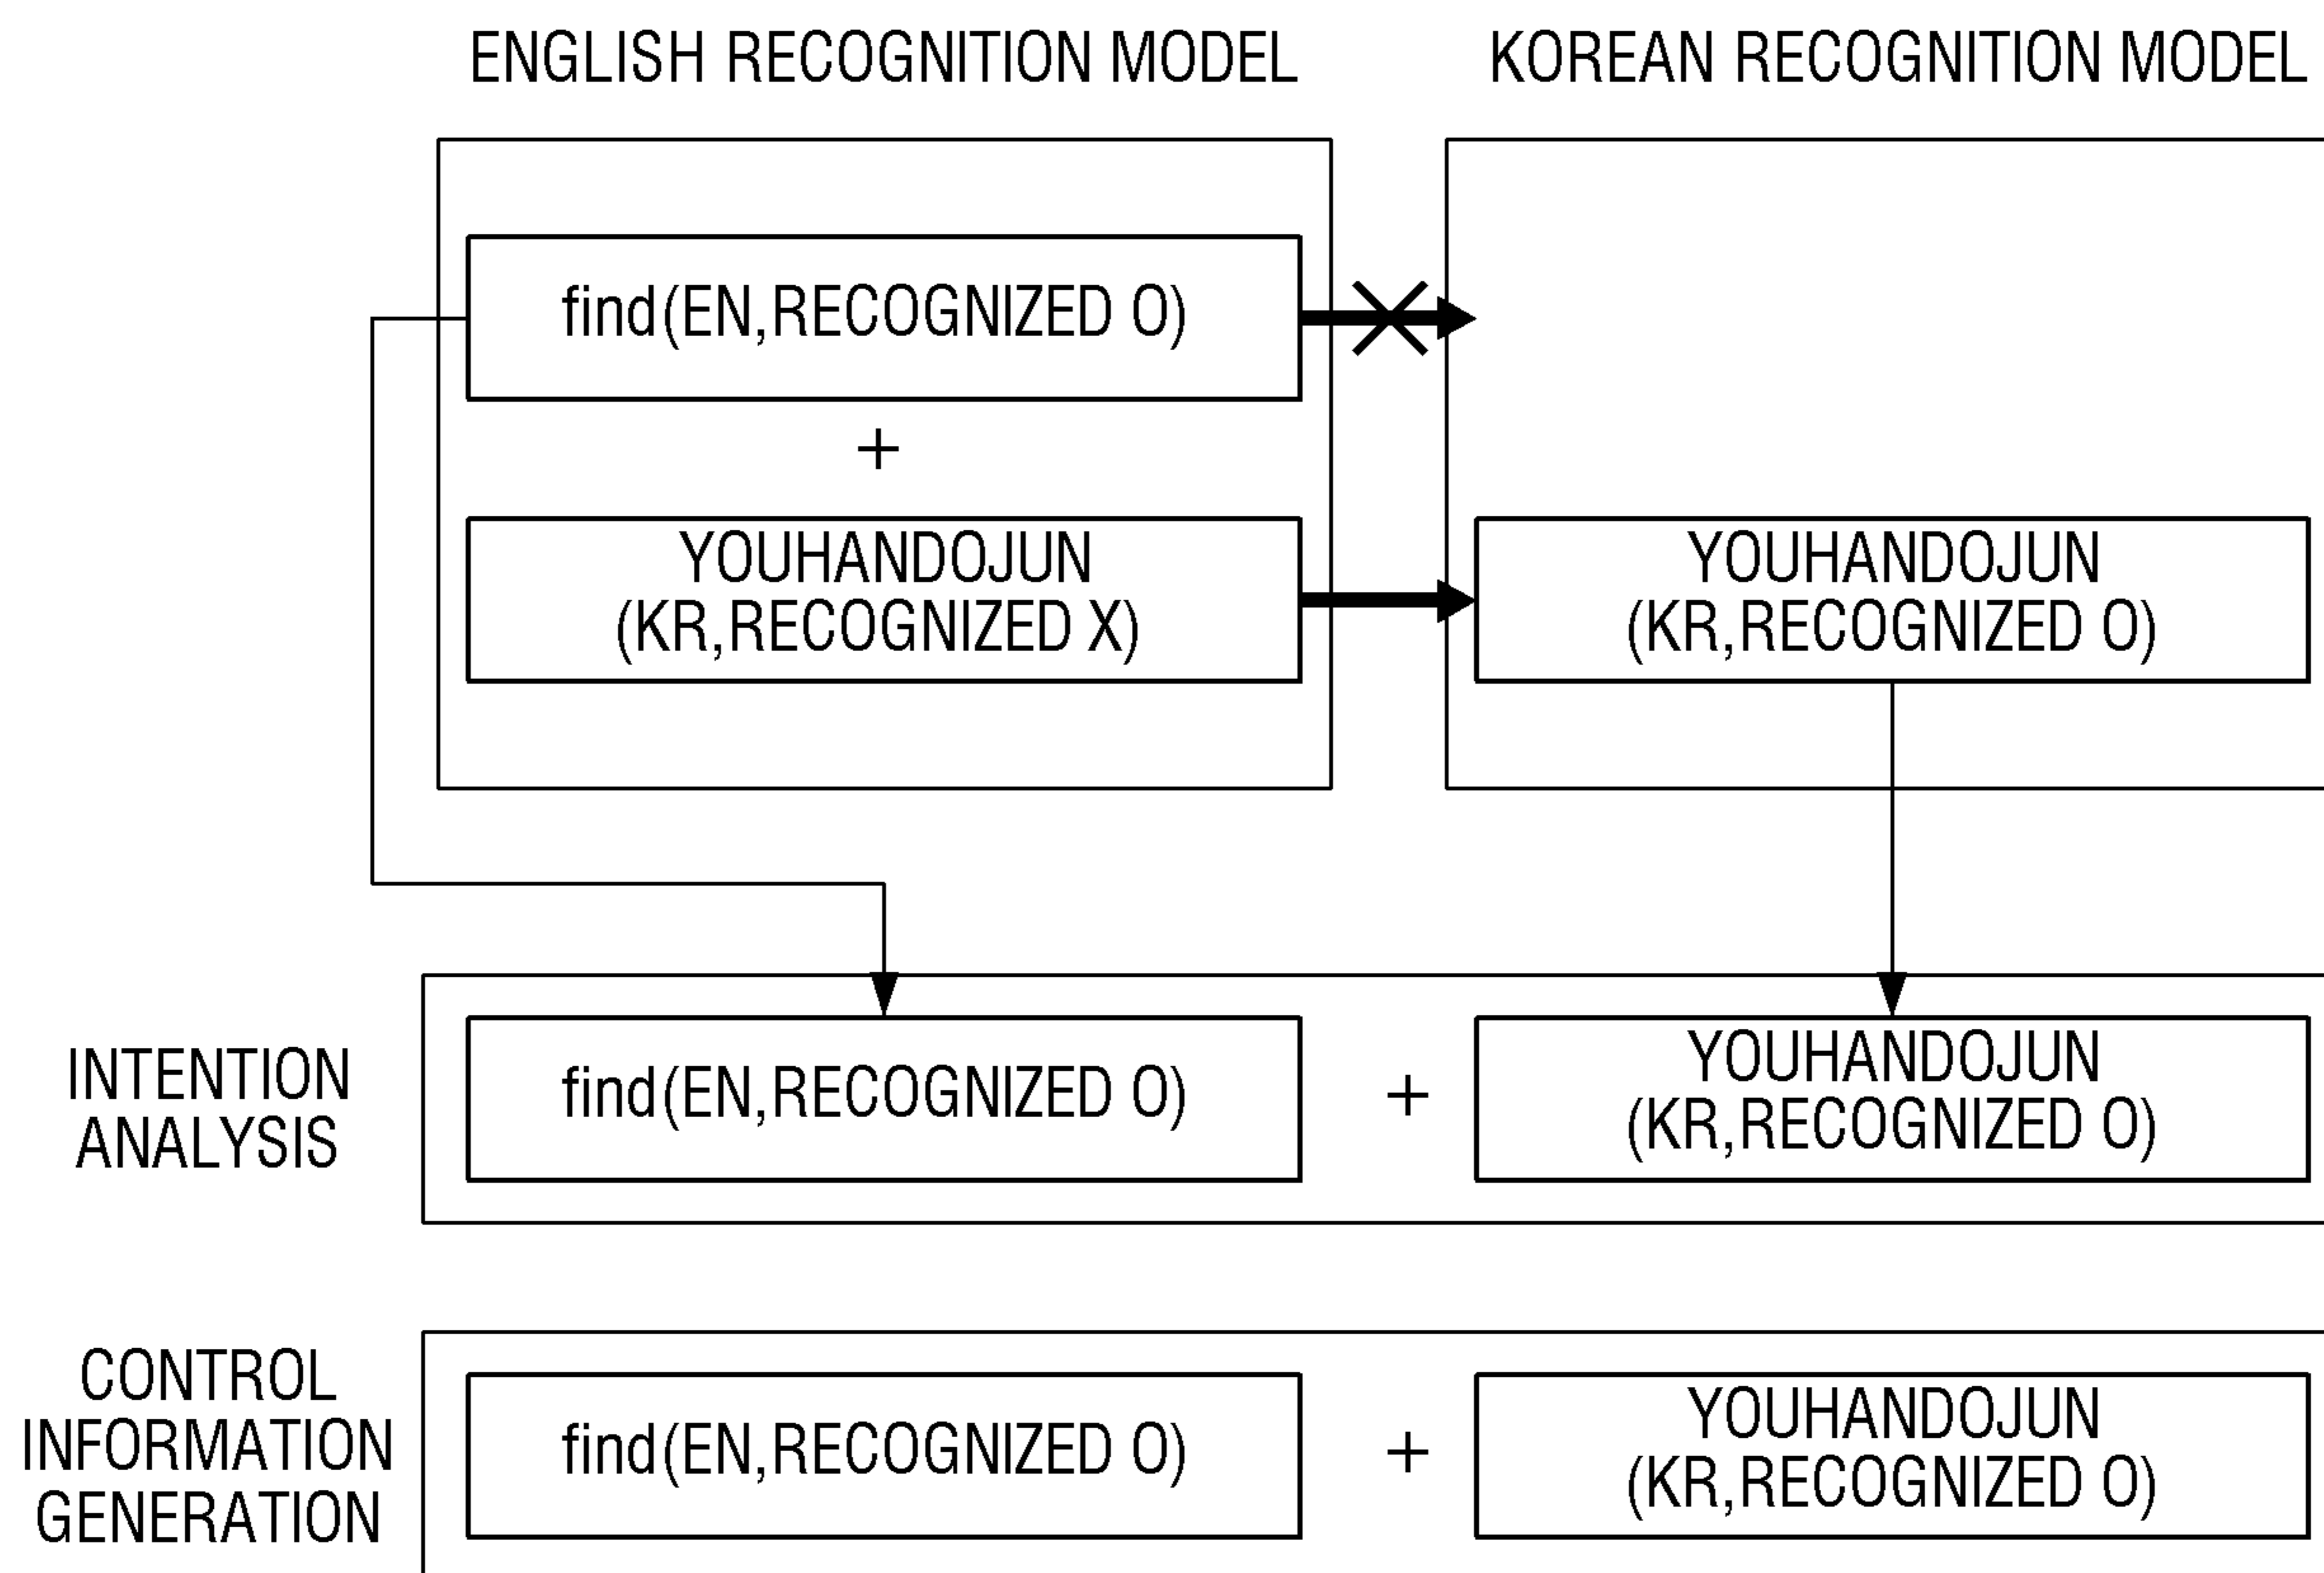 ENGLISH RECOGNITION MODEL
KOREAN RECOGNITION MODEL
find(EN,RECOGNIZED O)
+
YOUHANDOJUN
(KR,RECOGNIZED X)
YOUHANDOJUN
(KR,RECOGNIZED O)
INTENTION
ANALYSIS
find(EN,RECOGNIZED O)
+
YOUHANDOJUN
(KR,RECOGNIZED O)
CONTROL
INFORMATION
GENERATION
find(EN,RECOGNIZED O)
+
YOUHANDOJUN
(KR,RECOGNIZED O)